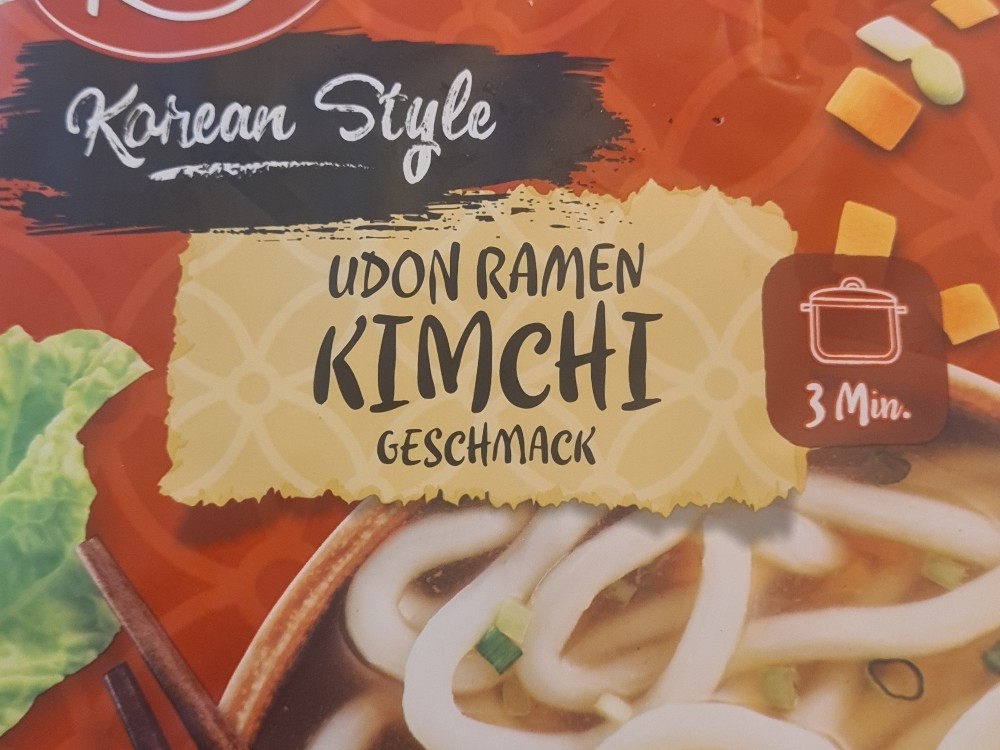 Korean Style
UDON RAMEN
KIMCHI
GESCHMACK
3 Min.